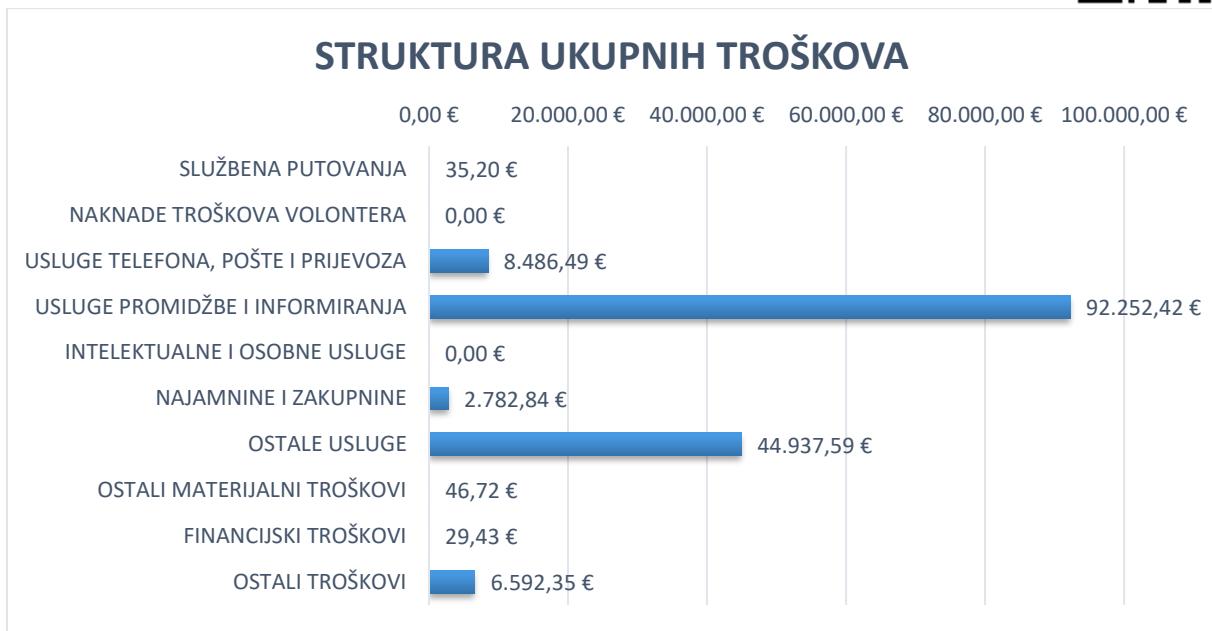 STRUKTURA UKUPNIH TROŠKOVA
0,00 € 20.000,00 € 40.000,00 € 60.000,00 € 80.000,00 € 100.000,00 €
SLUŽBENA PUTOVANJA 35,20 €
NAKNADE TROŠKOVA VOLONTERA 0,00 €
USLUGE TELEFONA, POŠTE I PRIJEVOZA 8.486,49 €
USLUGE PROMIDŽBE I INFORMIRANJA 92.252,42 €
INTELEKTUALNE I OSOBNE USLUGE 0,00 €
NAJAMNINE I ZAKUPNINE 2.782,84 €
OSTALE USLUGE 44.937,59 €
OSTALI MATERIJALNI TROŠKOVI 46,72 €
FINANCIJSKI TROŠKOVI 29,43 €
OSTALI TROŠKOVI 6.592,35 €